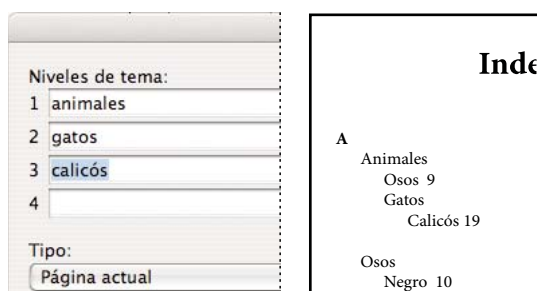 Niveles de tema:
1 animales
2 gatos
3 calicós
4
Tipo:
Página actual
Inde
A
Animales
Osos 9
Gatos
Calicós 19
Osos
Negro 10